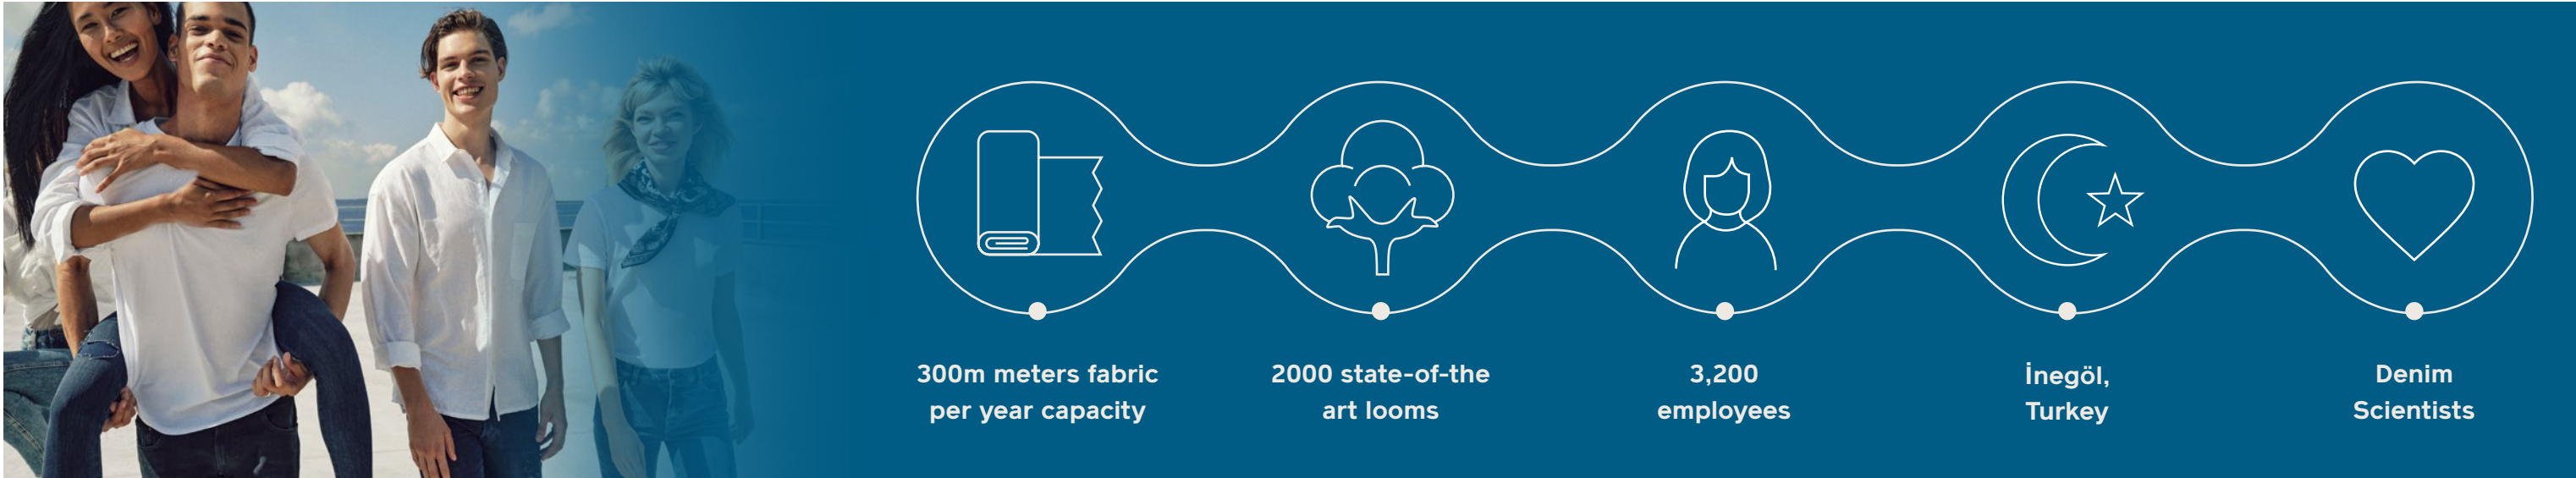 300m meters fabric
per year capacity
2000 state-of-the
art looms
3,200
employees
İnegöl,
Turkey
Denim
Scientists